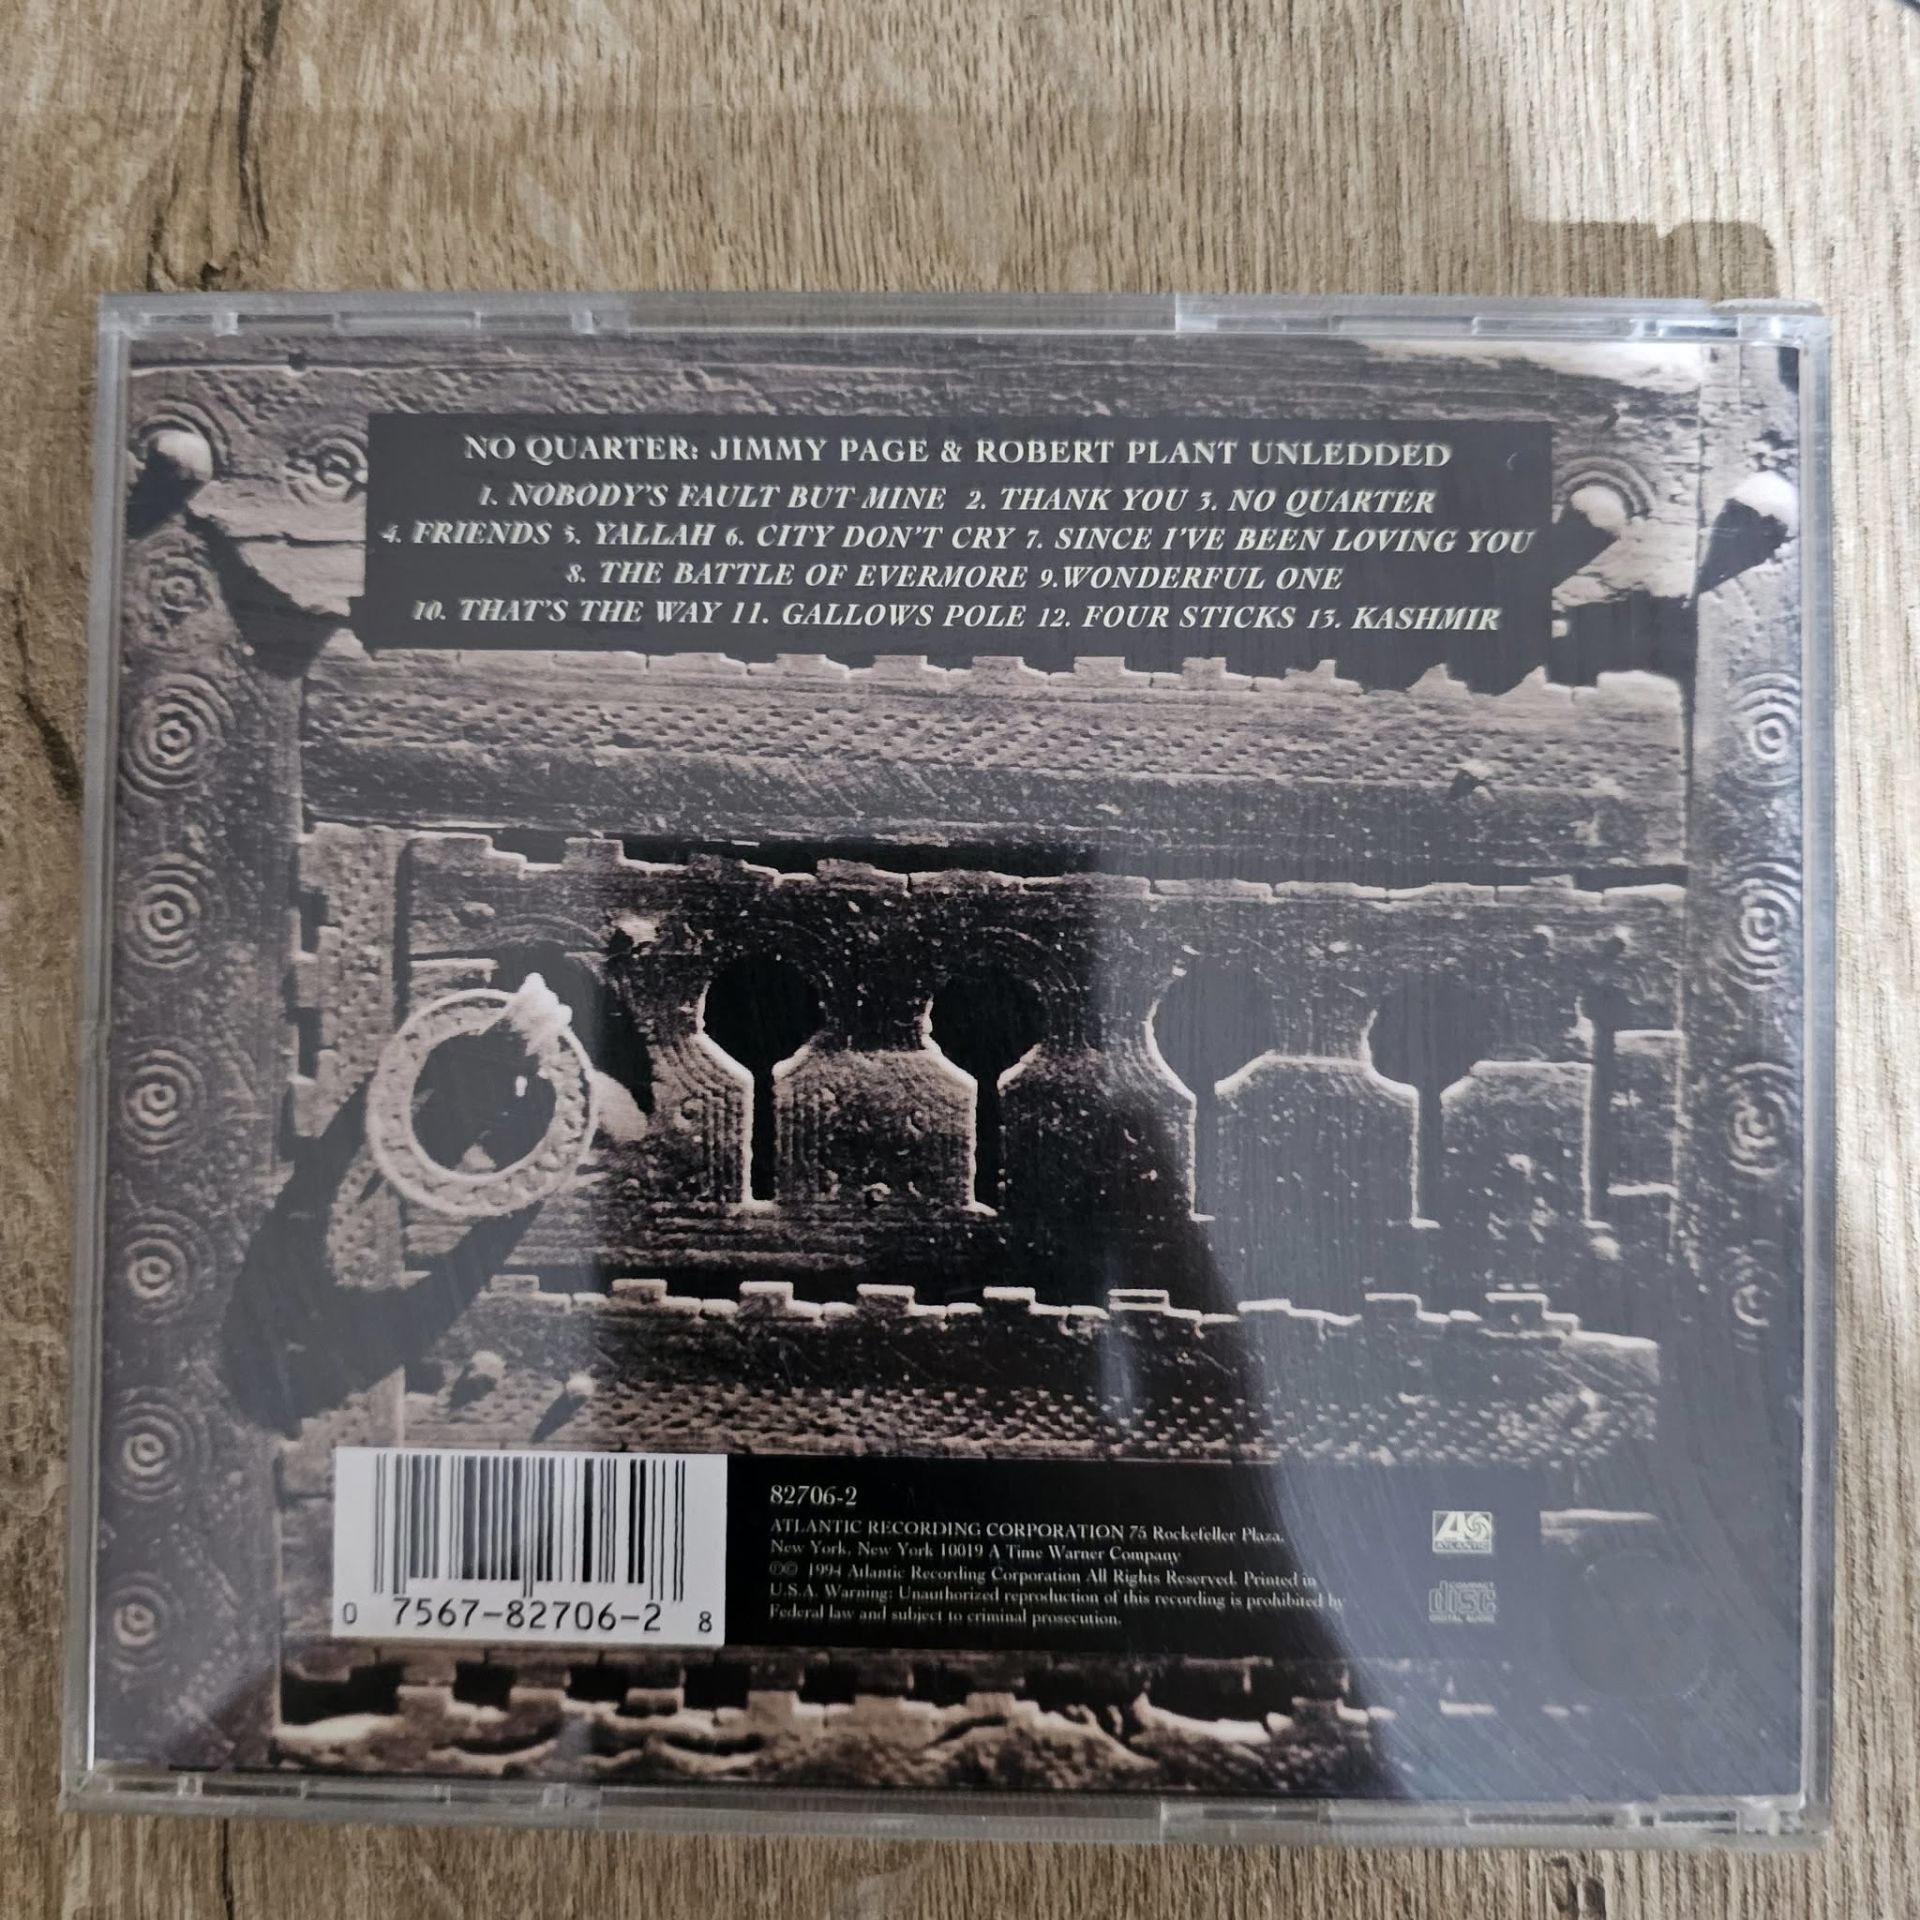 NO QUARTER: JIMMY PAGE & ROBERT PLANT UNLEDDED
1. NOBODY'S FAULT BUT MINE 2. THANK YOU 3. NO QUARTER
4. FRIENDS 5. YALLAH 6. CITY DON'T CRY 7. SINCE I'VE BEEN LOVING YOU
8. THE BATTLE OF EVERMORE 9.WONDERFUL ONE
10. THAT'S THE WAY 11. GALLOWS POLE 12. FOUR STICKS 13. KASHMIR
0 7567-82706-2 8
82706-2
ATLANTIC RECORDING CORPORATION 75 Rockefeller Plaza,
New York, New York 10019 A Time Warner Company
℗© 1994 Atlantic Recording Corporation All Rights Reserved. Printed in
U.S.A. Warning: Unauthorized reproduction of this recording is prohibited by
Federal law and subject to criminal prosecution.
ATLANTIC
COMPACT
disc
DIGITAL AUDIO